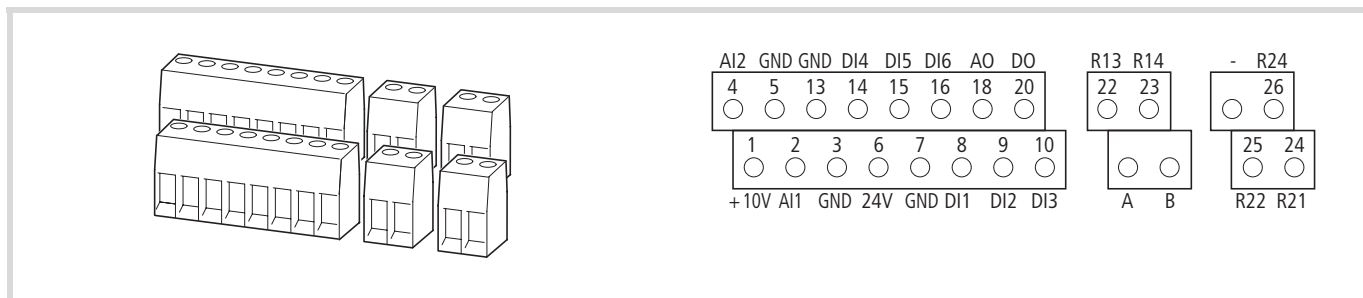 AI2 GND GND DI4 DI5 DI6 AO DO R13 R14 - R24
4 5 13 14 15 16 18 20 22 23 26
1 2 3 6 7 8 9 10 25 24
+10V AI1 GND 24V GND DI1 DI2 DI3 A B R22 R21